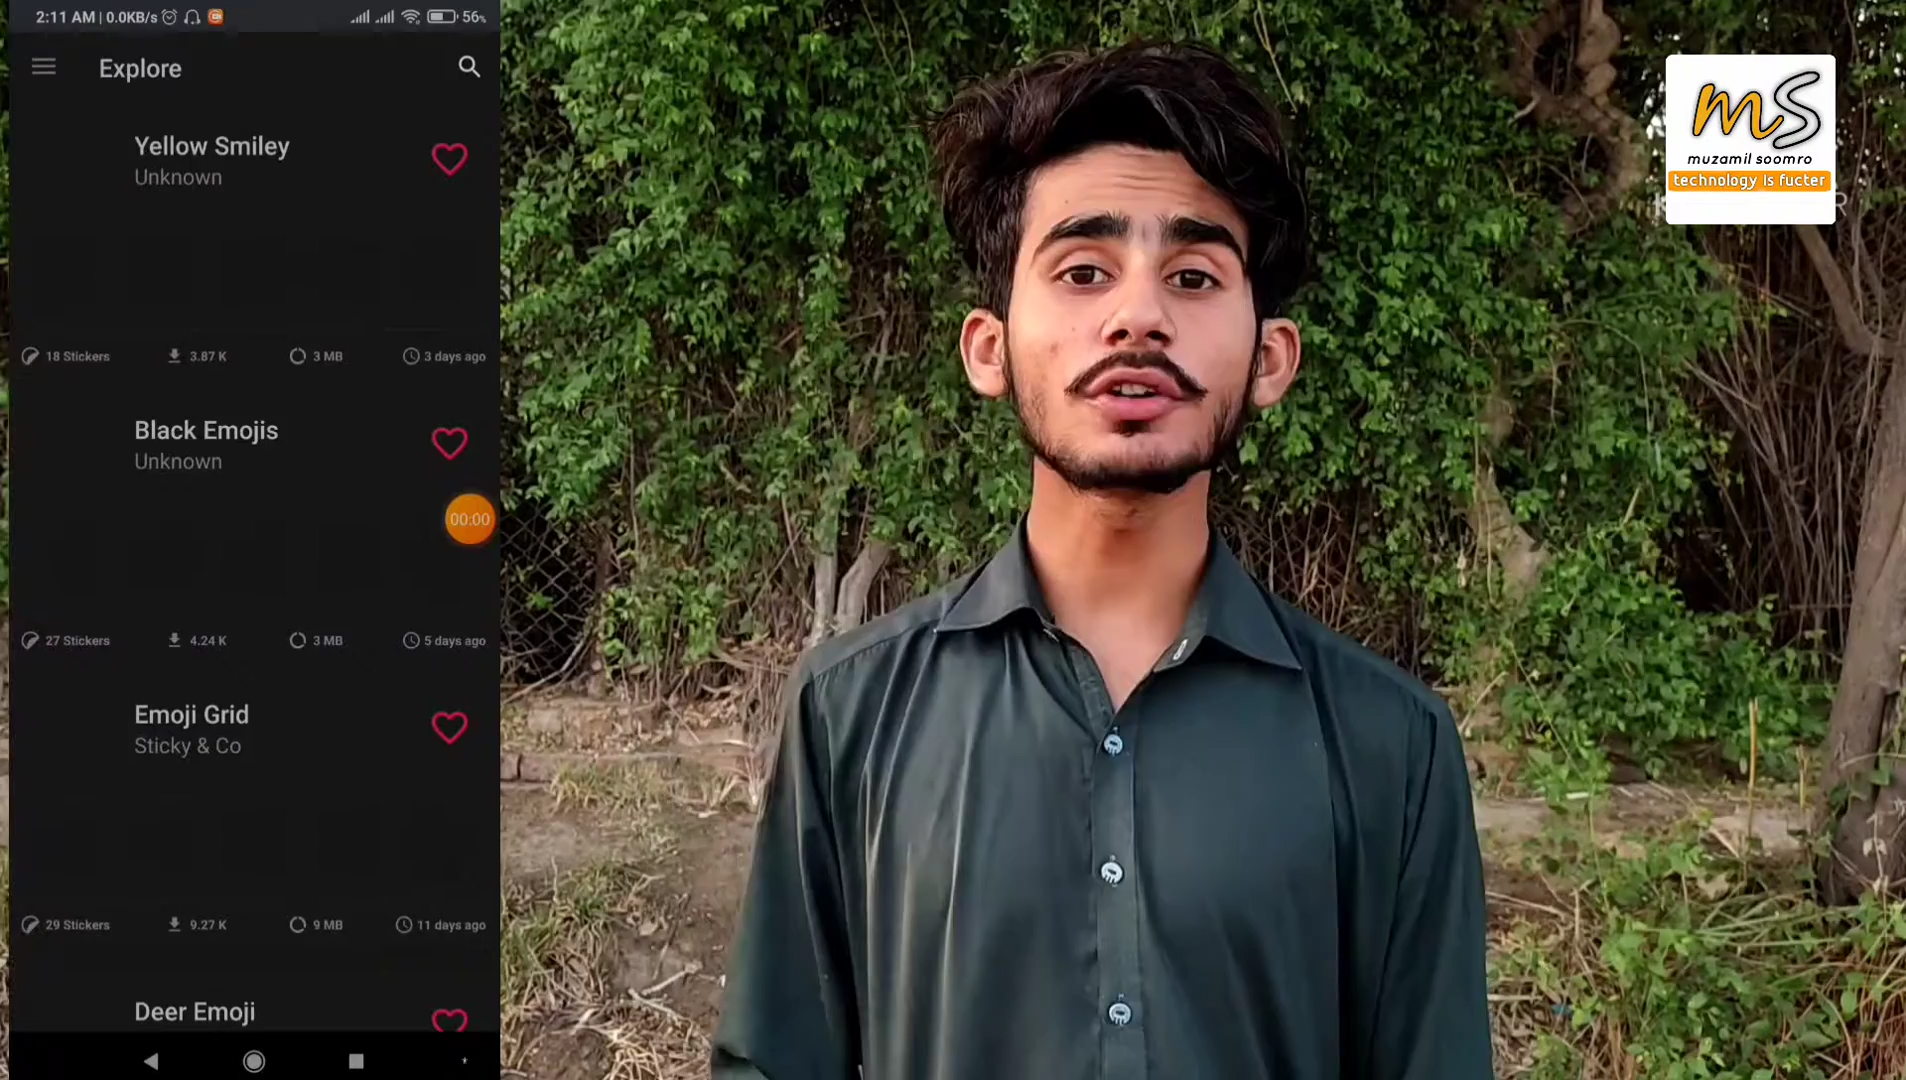 2:11 AM | 0.0KB/s
56%
Explore
Yellow Smiley
Unknown
18 Stickers
3.87 K
3 MB
3 days ago
Black Emojis
Unknown
00:00
27 Stickers
4.24 K
3 MB
5 days ago
Emoji Grid
Sticky & Co
29 Stickers
9.27 K
9 MB
11 days ago
Deer Emoji
ms
muzamil soomro
technology is fucter